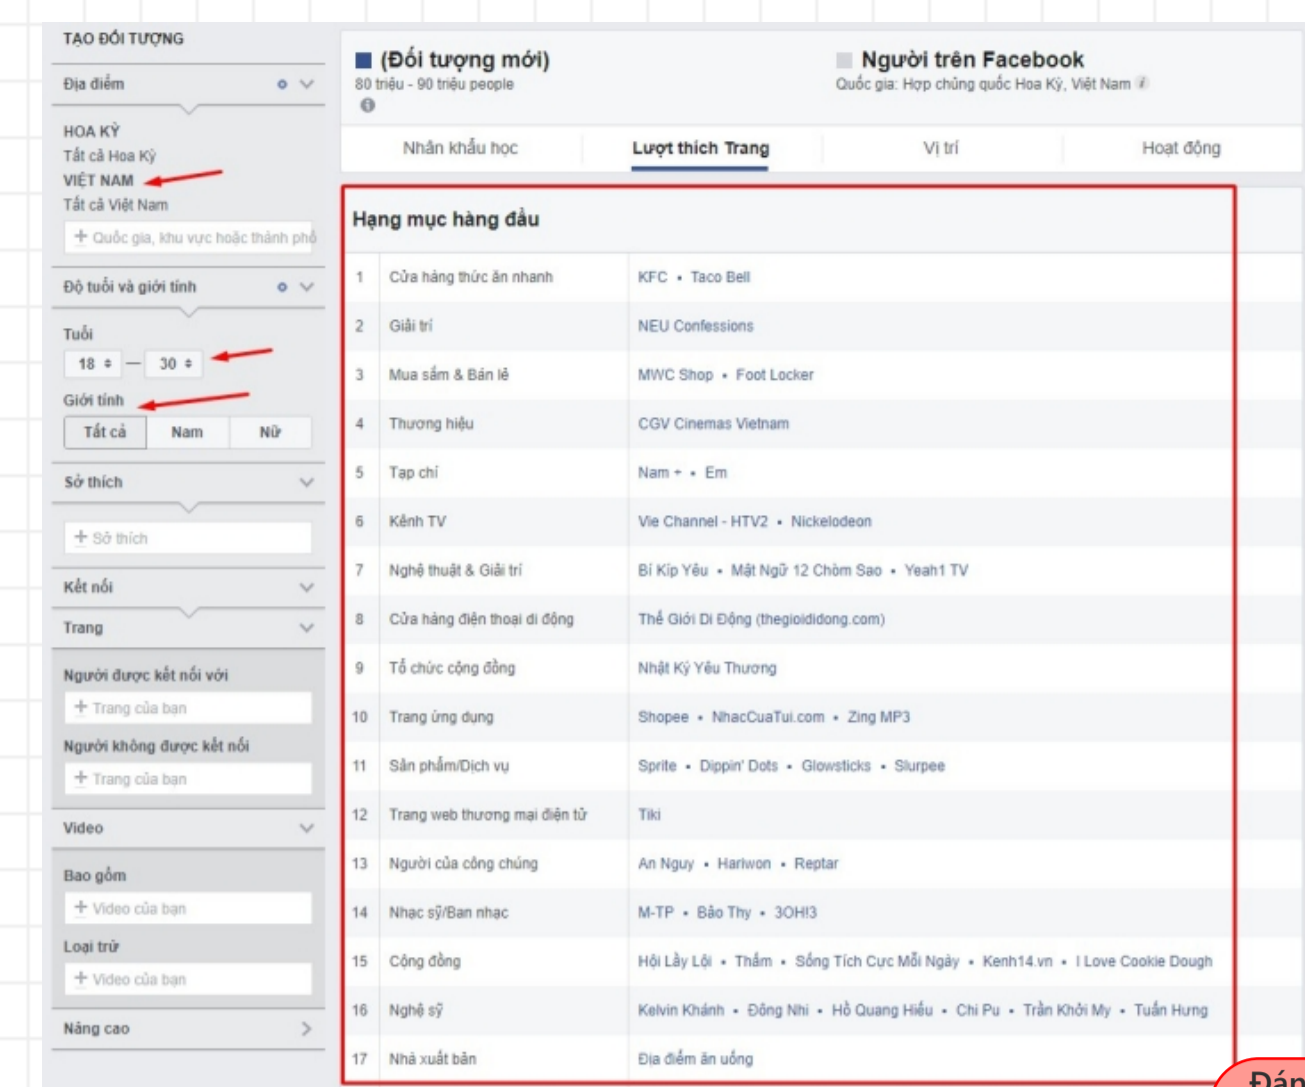 TẠO ĐỐI TƯỢNG
Địa điểm
HOA KỲ
Tất cả Hoa Kỳ
VIỆT NAM
Tất cả Việt Nam
+ Quốc gia, khu vực hoặc thành phố
Độ tuổi và giới tính
Tuổi
18 — 30
Giới tính
Tất cả Nam Nữ
Sở thích
+ Sở thích
Kết nối
Trang
Người được kết nối với
+ Trang của bạn
Người không được kết nối
+ Trang của bạn
Video
Bao gồm
+ Video của bạn
Loại trừ
+ Video của bạn
Nâng cao
(Đối tượng mới)
80 triệu - 90 triệu people
Người trên Facebook
Quốc gia: Hợp chủng quốc Hoa Kỳ, Việt Nam
Nhân khẩu học Lượt thích Trang Vị trí Hoạt động
Hạng mục hàng đầu
1 Cửa hàng thức ăn nhanh KFC • Taco Bell
2 Giải trí NEU Confessions
3 Mua sắm & Bán lẻ MWC Shop • Foot Locker
4 Thương hiệu CGV Cinemas Vietnam
5 Tạp chí Nam ÷ • Em
6 Kênh TV Vie Channel - HTV2 • Nickelodeon
7 Nghệ thuật & Giải trí Bí Kíp Yêu • Mật Ngữ 12 Chòm Sao • Yeah1 TV
8 Cửa hàng điện thoại di động Thế Giới Di Động (thegioididong.com)
9 Tổ chức cộng đồng Nhật Ký Yêu Thương
10 Trang ứng dụng Shopee • NhacCuaTui.com • Zing MP3
11 Sản phẩm/Dịch vụ Sprite • Dippin' Dots • Glowsticks • Slurpee
12 Trang web thương mại điện tử Tiki
13 Người của công chúng An Nguy • Hariwon • Reptar
14 Nhạc sỹ/Ban nhạc M-TP • Bảo Thy • 3OH!3
15 Cộng đồng Hội Lầy Lội • Thấm • Sống Tích Cực Mỗi Ngày • Kenh14.vn • I Love Cookie Dough
16 Nghệ sỹ Kelvin Khánh • Đông Nhi • Hồ Quang Hiếu • Chi Pu • Trần Khởi My • Tuấn Hưng
17 Nhà xuất bản Địa điểm ăn uống